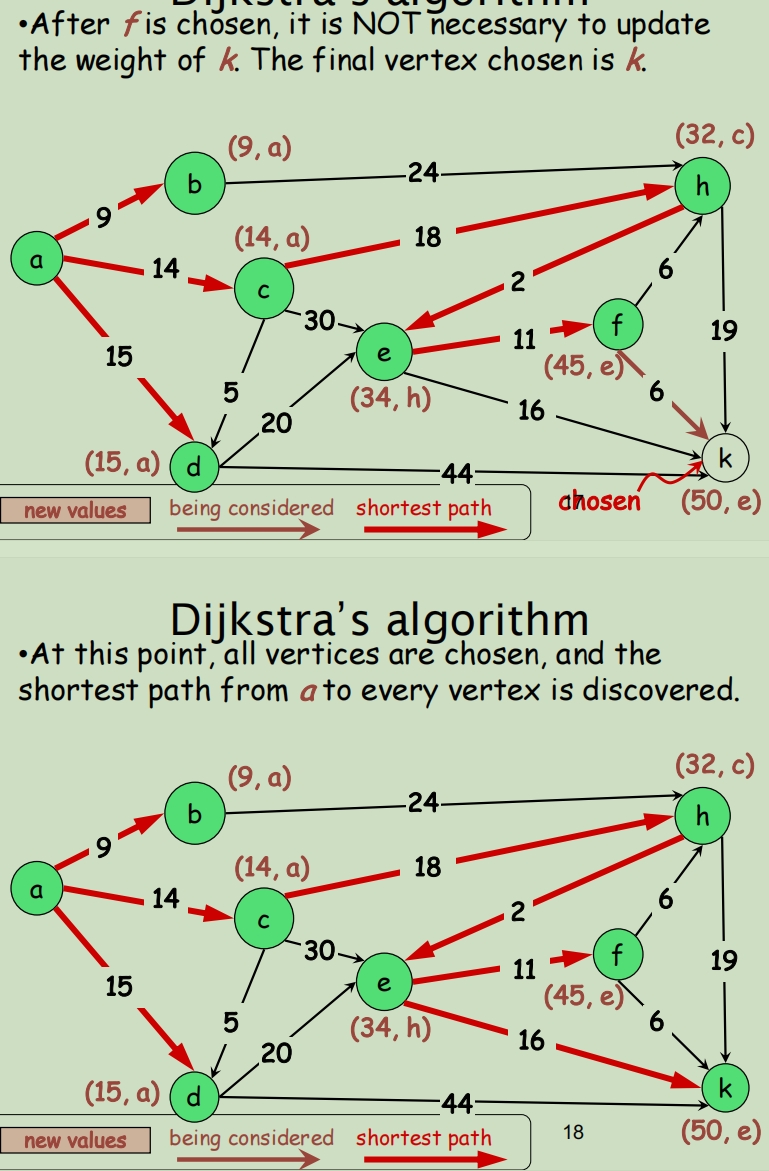 Dijkstra's algorithm
•After f is chosen, it is NOT necessary to update
the weight of k. The final vertex chosen is k.
(32, c)
(9, a)
b
24
h
9
(14, a)
18
a
14
c
2
6
30
f
19
e
11
15
(45, e)
5
(34, h)
16
6
20
(15, a)
d
44
k
chosen
17
(50, e)
new values
being considered
shortest path
Dijkstra's algorithm
•At this point, all vertices are chosen, and the
shortest path from a to every vertex is discovered.
(32, c)
(9, a)
b
24
h
9
(14, a)
18
a
14
c
2
6
30
f
19
e
11
15
(45, e)
5
(34, h)
16
6
20
(15, a)
d
44
k
new values
being considered
shortest path
18
(50, e)